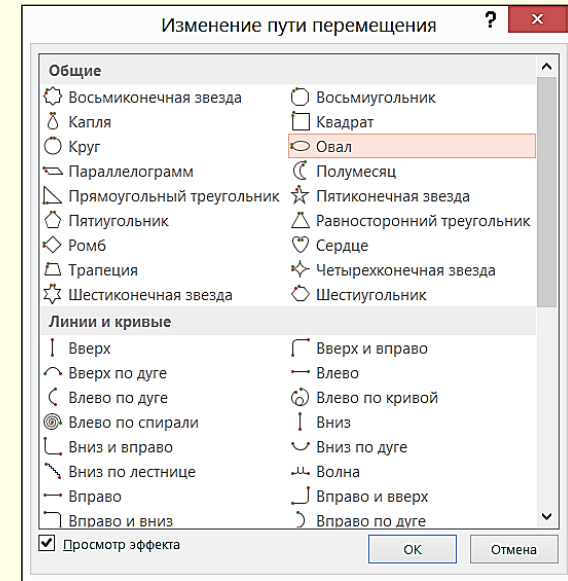 Изменение пути перемещения ? ×
Общие
Восьмиконечная звезда Восьмиугольник
Капля Квадрат
Круг Овал
Параллелограмм Полумесяц
Прямоугольный треугольник Пятиконечная звезда
Пятиугольник Равносторонний треугольник
Ромб Сердце
Трапеция Четырехконечная звезда
Шестиконечная звезда Шестиугольник
Линии и кривые
Вверх Вверх и вправо
Вверх по дуге Влево
Влево по дуге Влево по кривой
Влево по спирали Вниз
Вниз и вправо Вниз по дуге
Вниз по лестнице Волна
Вправо Вправо и вверх
Вправо и вниз Вправо по дуге
Просмотр эффекта ОК Отмена